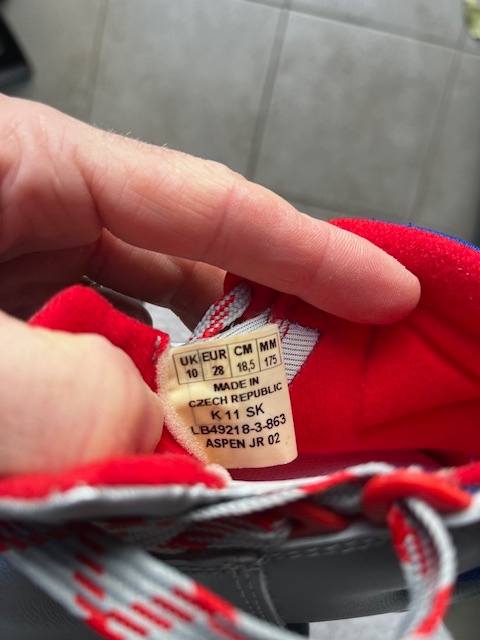 UK EUR CM MM
10 28 18,5 175
MADE IN
CZECH REPUBLIC
K 11 SK
LB49218-3-863
ASPEN JR 02